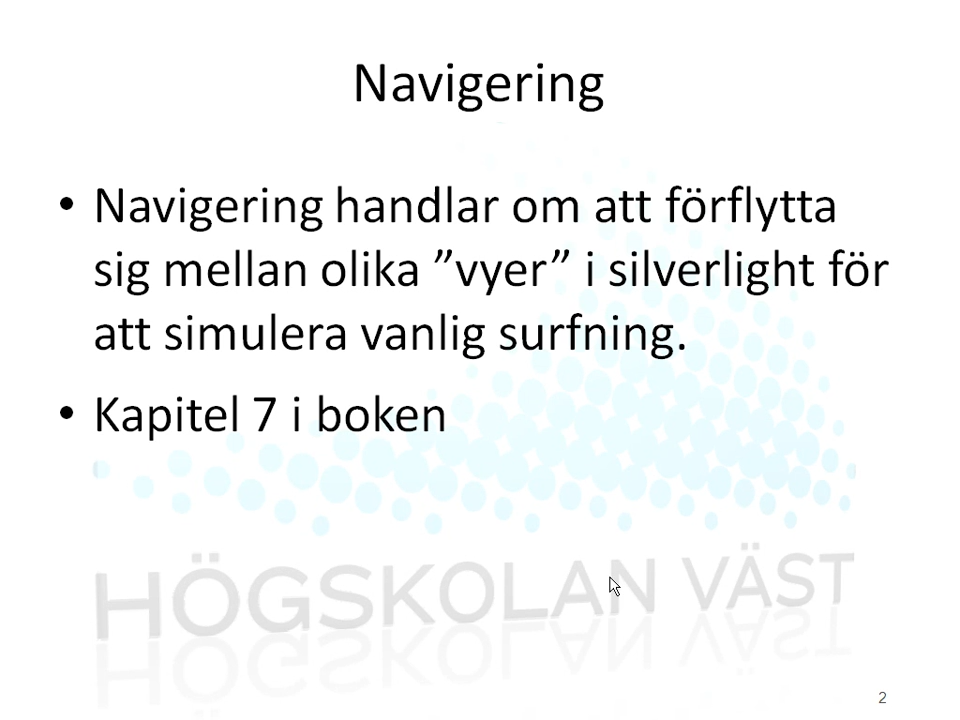 Navigering
• Navigering handlar om att förflytta
sig mellan olika ”vyer” i silverlight för
att simulera vanlig surfning.
• Kapitel 7 i boken
HÖGSKOLAN VÄST
2